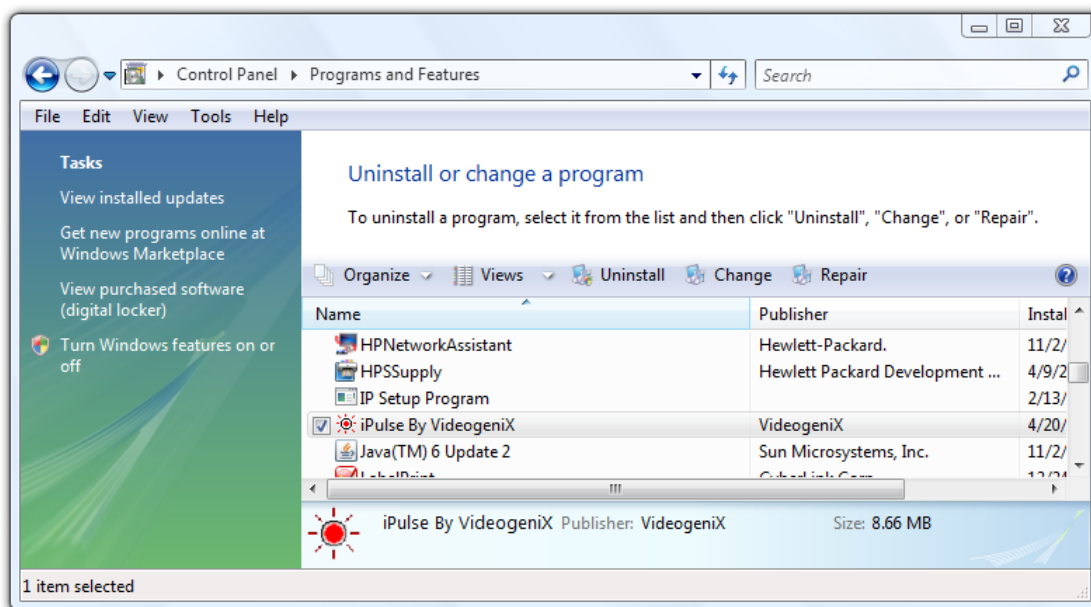 Control Panel Programs and Features Search
File Edit View Tools Help
Tasks
View installed updates
Get new programs online at
Windows Marketplace
View purchased software
(digital locker)
Turn Windows features on or
off
Uninstall or change a program
To uninstall a program, select it from the list and then click "Uninstall", "Change", or "Repair".
Organize Views Uninstall Change Repair
Name Publisher Instal
HPNetworkAssistant Hewlett-Packard. 11/2/
HPSSupply Hewlett Packard Development ... 4/9/2
IP Setup Program 2/13/
iPulse By VideogeniX VideogeniX 4/20/
Java(TM) 6 Update 2 Sun Microsystems, Inc. 11/2/
LabelPrint CyberLink Corp.
iPulse By VideogeniX Publisher: VideogeniX Size: 8.66 MB
1 item selected